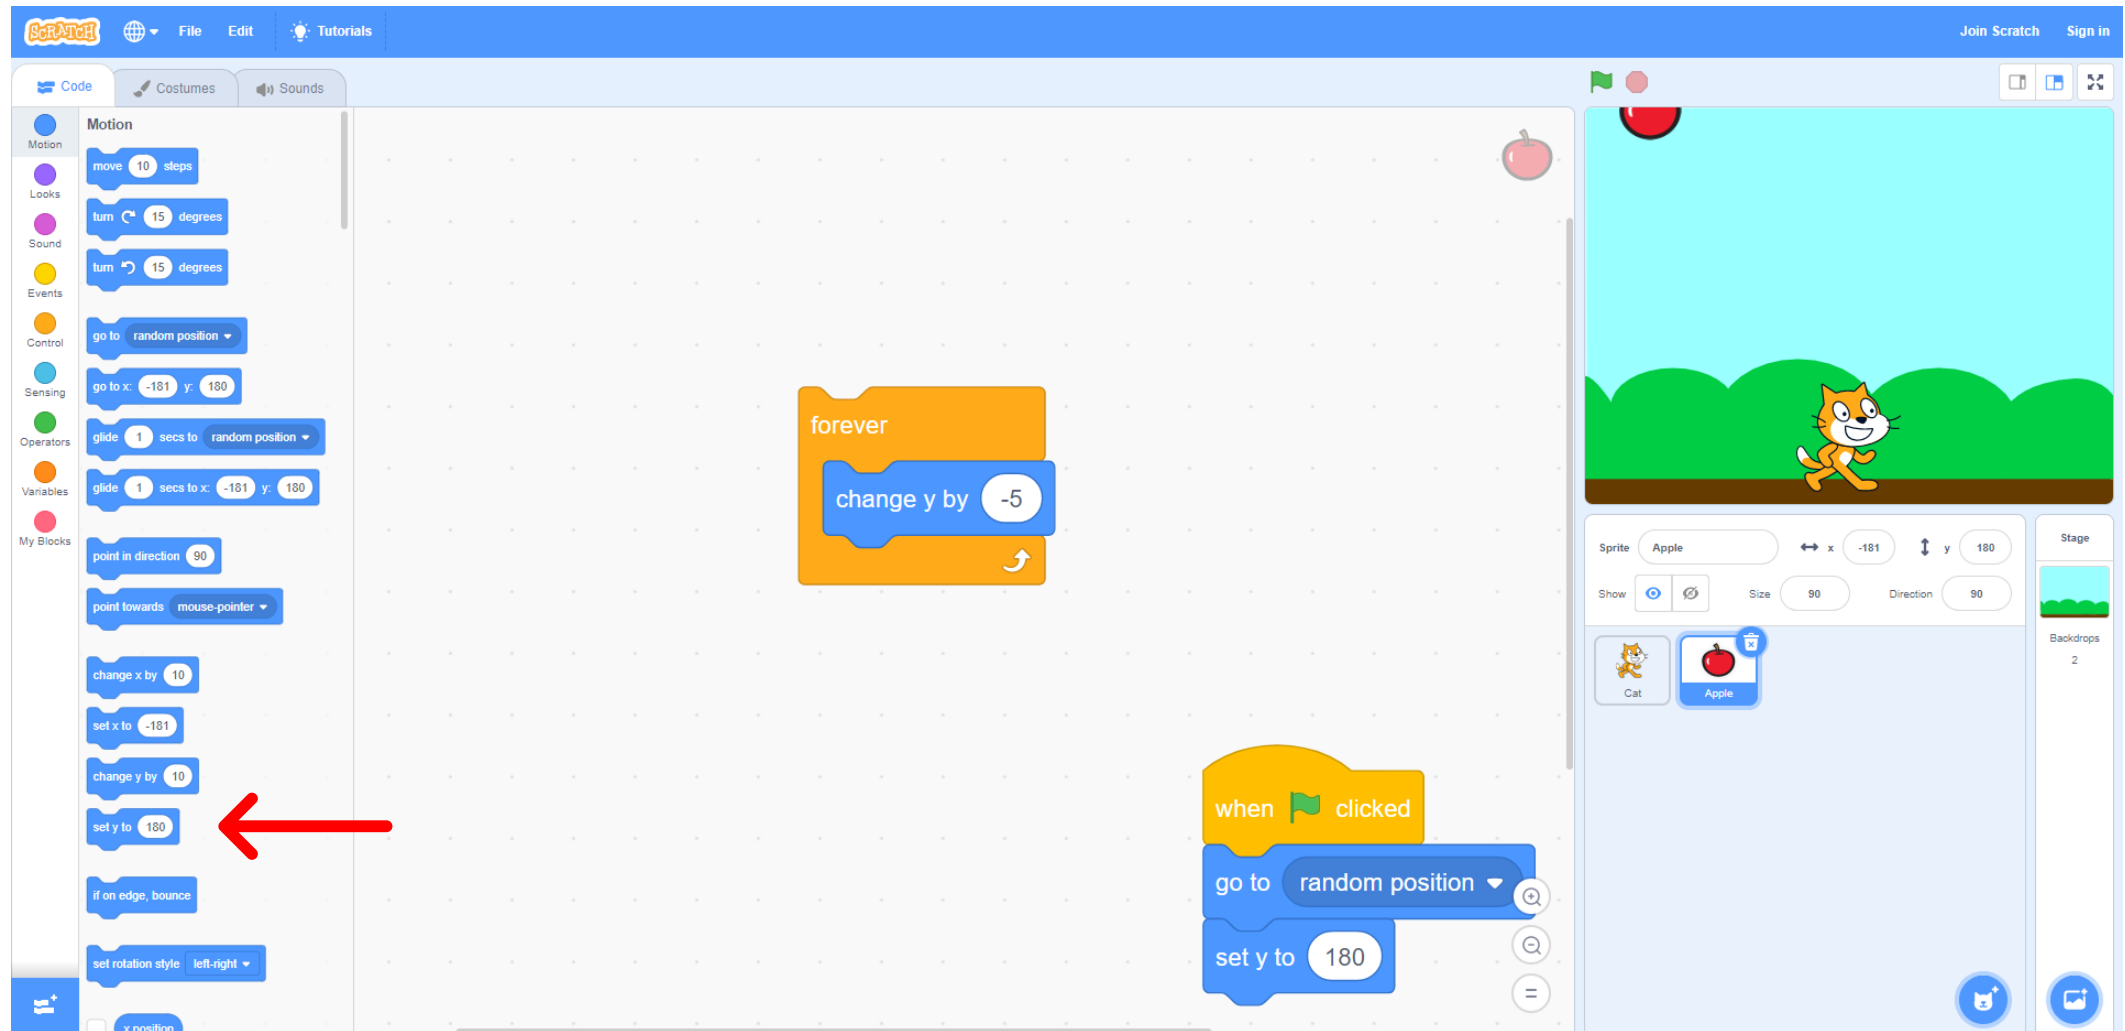 SCRATCH File Edit Tutorials Join Scratch Sign in
Code Costumes Sounds
Motion
Looks
Sound
Events
Control
Sensing
Operators
Variables
My Blocks
Motion
move 10 steps
turn 15 degrees
turn 15 degrees
go to random position
go to x: -181 y: 180
glide 1 secs to random position
glide 1 secs to x: -181 y: 180
point in direction 90
point towards mouse-pointer
change x by 10
set x to -181
change y by 10
set y to 180
if on edge, bounce
set rotation style left-right
x position
forever
change y by -5
when clicked
go to random position
set y to 180
Sprite Apple x -181 y 180
Show Size 90 Direction 90
Cat
Apple
Stage
Backdrops
2